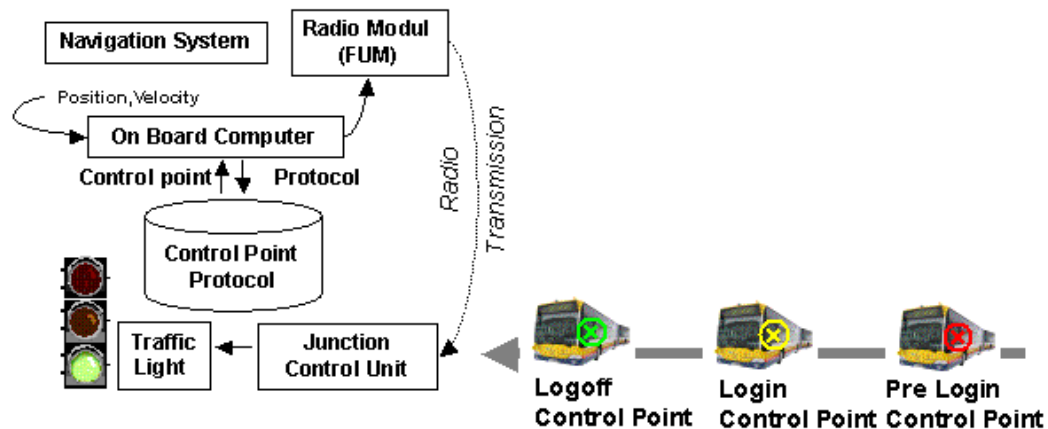 Navigation System
Radio Modul
(FUM)
Position,Velocity
On Board Computer
Control point
Protocol
Radio
Transmission
Control Point
Protocol
Traffic
Light
Junction
Control Unit
Logoff
Control Point
Login
Control Point
Pre Login
Control Point